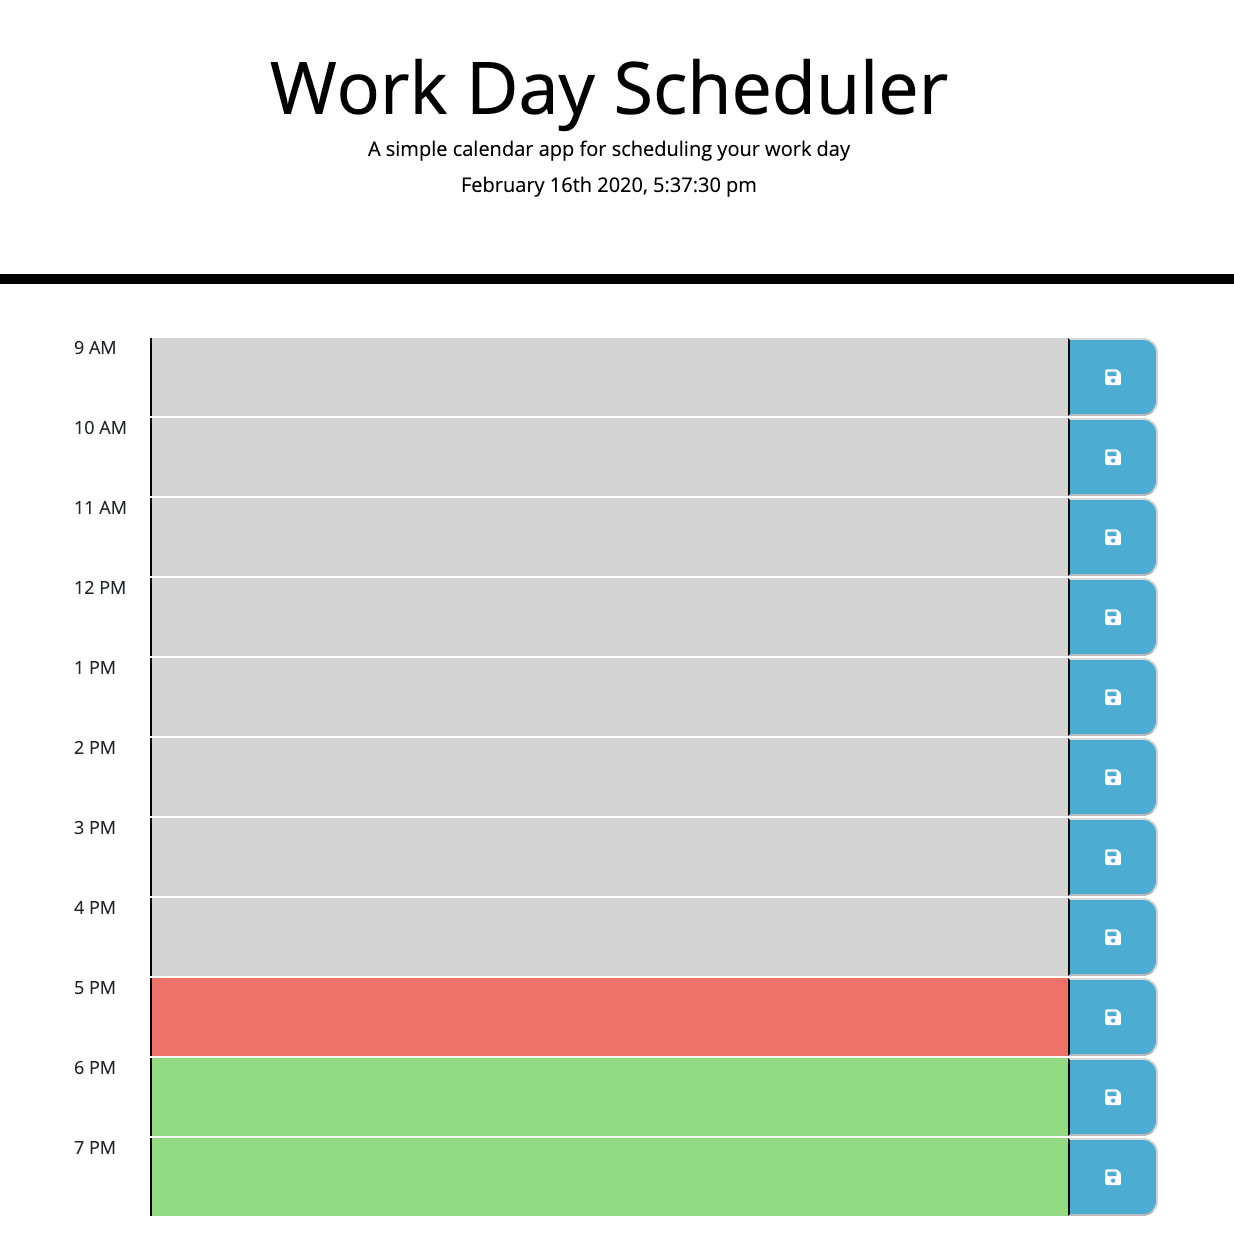 Work Day Scheduler
A simple calendar app for scheduling your work day
February 16th 2020, 5:37:30 pm
9 AM
10 AM
11 AM
12 PM
1 PM
2 PM
3 PM
4 PM
5 PM
6 PM
7 PM